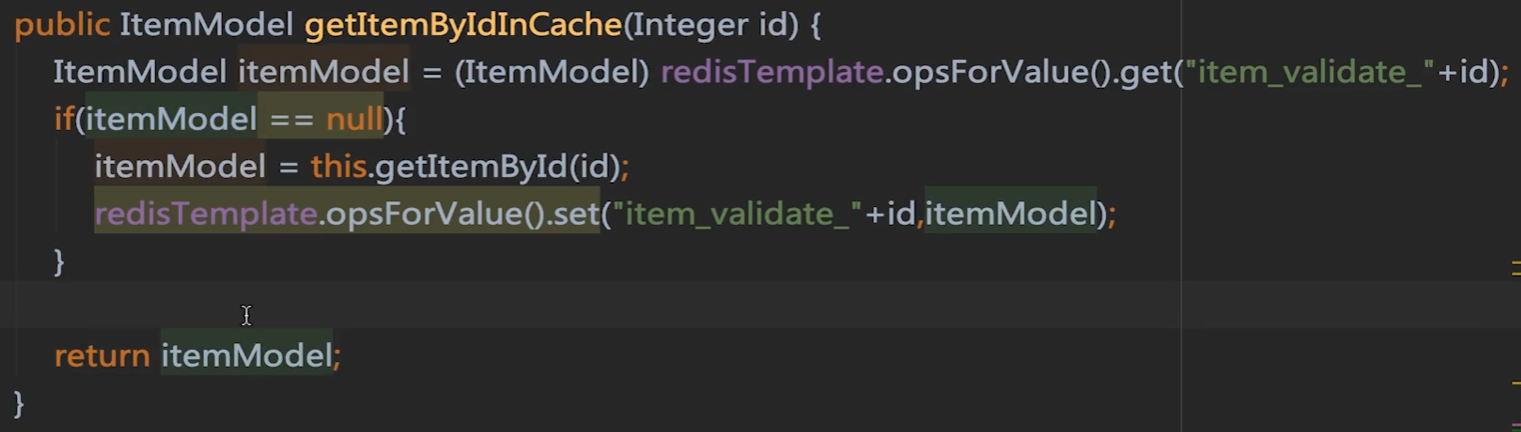 public ItemModel getItemByIdInCache(Integer id) {
ItemModel itemModel = (ItemModel) redisTemplate.opsForValue().get("item_validate_"+id);
if(itemModel == null){
itemModel = this.getItemById(id);
redisTemplate.opsForValue().set("item_validate_"+id,itemModel);
}
return itemModel;
}